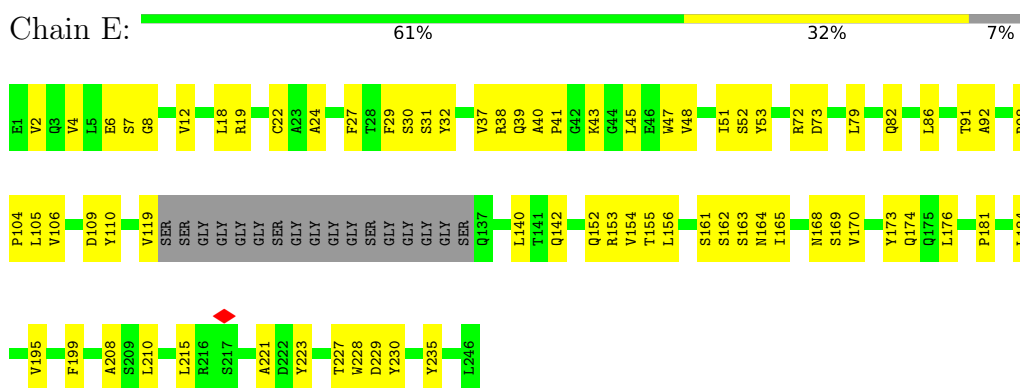 Chain E:
61% 32% 7%
E1 V2 Q3 V4 L5 E6 S7 G8 V12 L18 R19 C22 A23 A24 F27 T28 F29 S30 S31 Y32 V37 R38 Q39 A40 P41 G42 K43 G44 L45 E46 W47 V48 I51 S52 Y53 R72 D73 L79 Q82 L86 T91 A92
P104 L105 V106 D109 Y110 V119 SER SER GLY GLY GLY GLY SER GLY GLY GLY GLY SER GLY GLY GLY GLY SER Q137 L140 T141 Q142 Q152 R153 V154 T155 L156 S161 S162 S163 N164 I165 N168 S169 V170 Y173 Q174 Q175 L176 P181
V195 F199 A208 S209 L210 L215 R216 S217 A221 D222 Y223 T227 W228 D229 Y230 Y235 L246